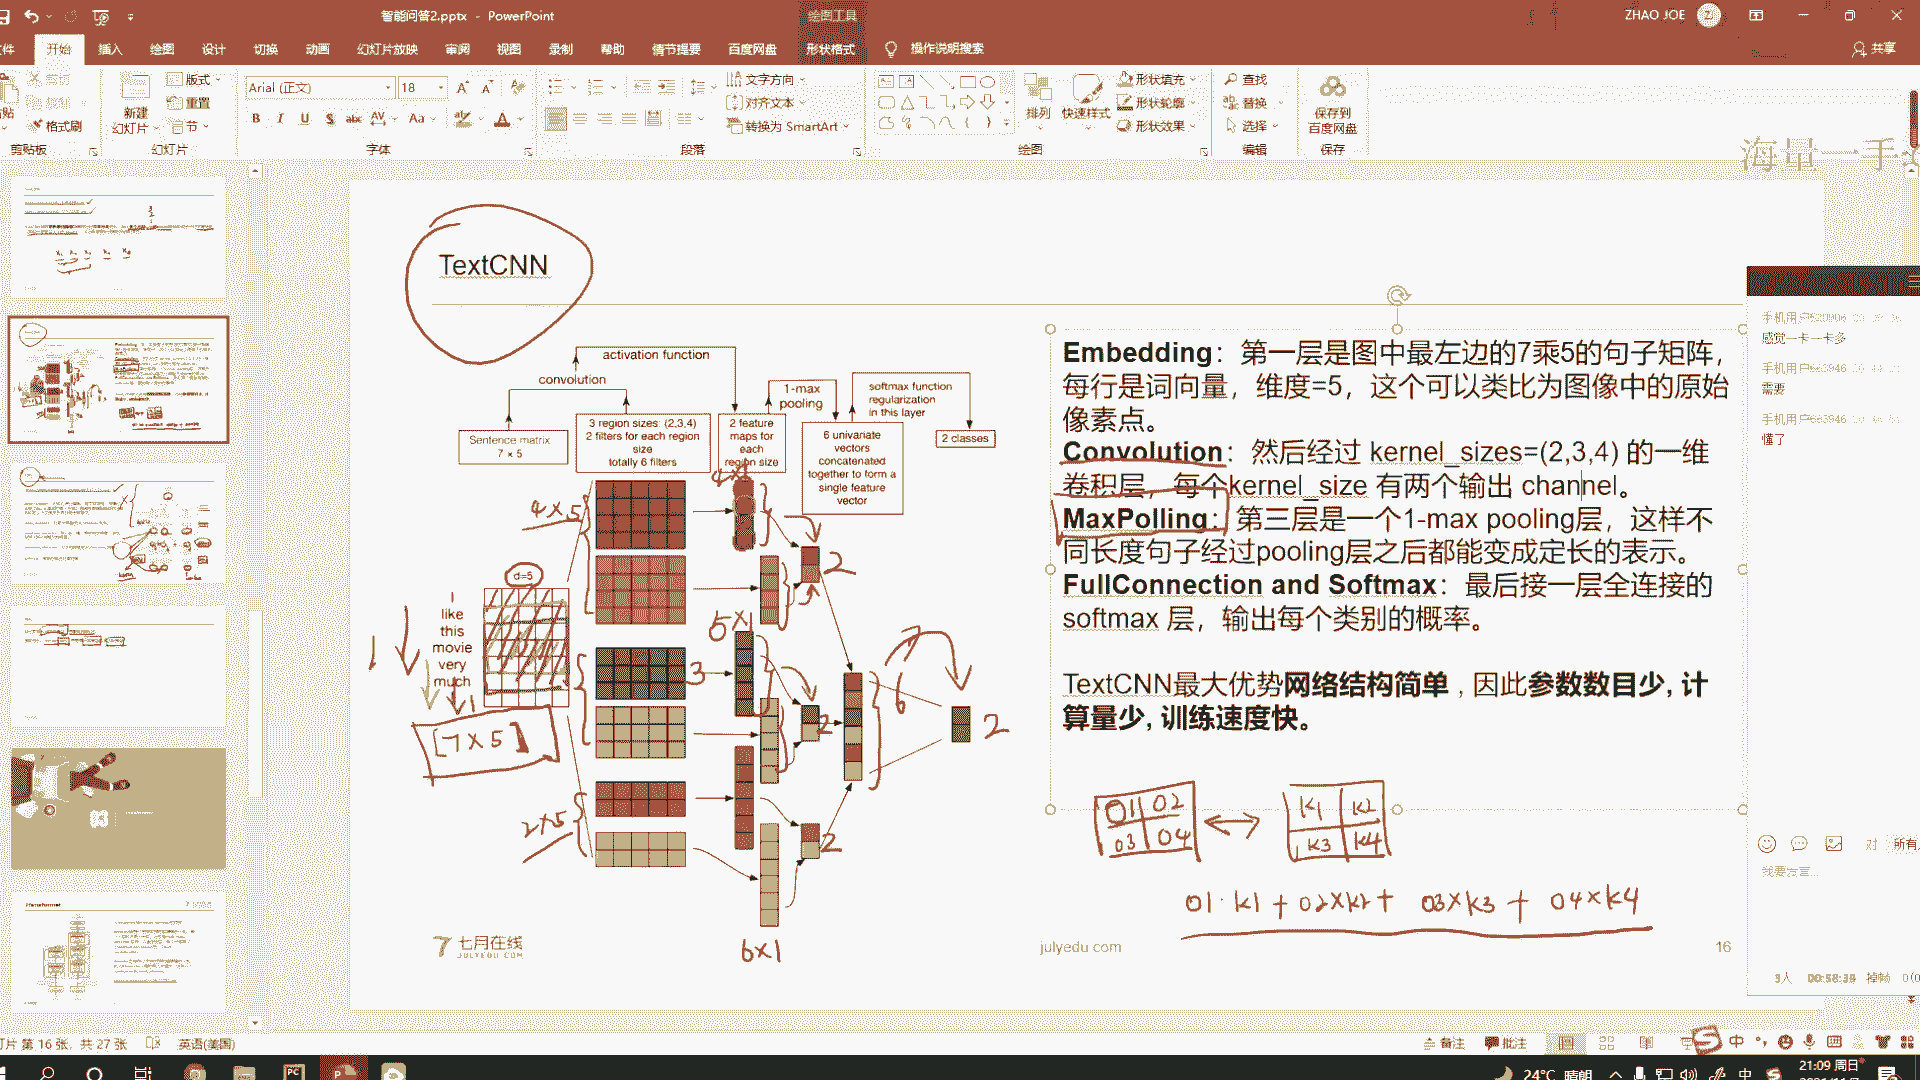 智能问答2.pptx - PowerPoint
绘图工具
ZHAO JOE
ZJ
开始
插入
绘图
设计
切换
动画
幻灯片放映
审阅
视图
录制
帮助
情节提要
百度网盘
形状格式
操作说明搜索
共享
格式刷
剪贴板
新建
幻灯片
版式
重置
节
幻灯片
Arial (正文)
18
B I U S abc AV Aa
字体
文字方向
对齐文本
转换为 SmartArt
段落
排列
快速样式
形状填充
形状轮廓
形状效果
绘图
查找
替换
选择
编辑
保存到
百度网盘
保存
海量一手
TextCNN
activation function
convolution
1-max
pooling
softmax function
regularization
in this layer
Sentence matrix
7 × 5
3 region sizes: (2,3,4)
2 filters for each region
size
totally 6 filters
2 feature
maps for
each
region size
6 univariate
vectors
concatenated
together to form a
single feature
vector
2 classes
4×5
4×1
d=5
I
like
this
movie
very
much
[7×5]
2×5
3
5×1
6×1
2
2
2
6
2
Embedding：第一层是图中最左边的7乘5的句子矩阵，
每行是词向量，维度=5，这个可以类比为图像中的原始
像素点。
Convolution：然后经过 kernel_sizes=(2,3,4) 的一维
卷积层，每个kernel_size 有两个输出 channel。
MaxPolling：第三层是一个1-max pooling层，这样不
同长度句子经过pooling层之后都能变成定长的表示。
FullConnection and Softmax：最后接一层全连接的
softmax 层，输出每个类别的概率。
TextCNN最大优势网络结构简单 , 因此参数数目少, 计
算量少, 训练速度快。
O1 O2
O3 O4
K1 K2
K3 K4
O1·K1 + O2×K2 + O3×K3 + O4×K4
七月在线
JULYEDU.COM
julyedu com
16
感觉一卡一卡多
需要
懂了
对 所有人
我要发言...
3人 00:58:39
第 16 张，共 27 张
英语(美国)
备注
批注
中
24°C 晴朗
中
21:09 周日